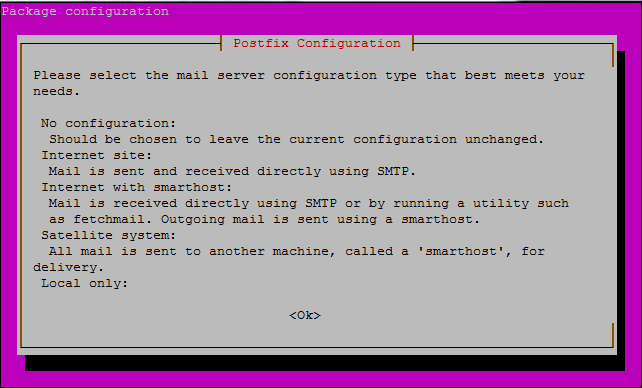 Package configuration
Postfix Configuration
Please select the mail server configuration type that best meets your
needs.
No configuration:
Should be chosen to leave the current configuration unchanged.
Internet site:
Mail is sent and received directly using SMTP.
Internet with smarthost:
Mail is received directly using SMTP or by running a utility such
as fetchmail. Outgoing mail is sent using a smarthost.
Satellite system:
All mail is sent to another machine, called a 'smarthost', for
delivery.
Local only:
<Ok>